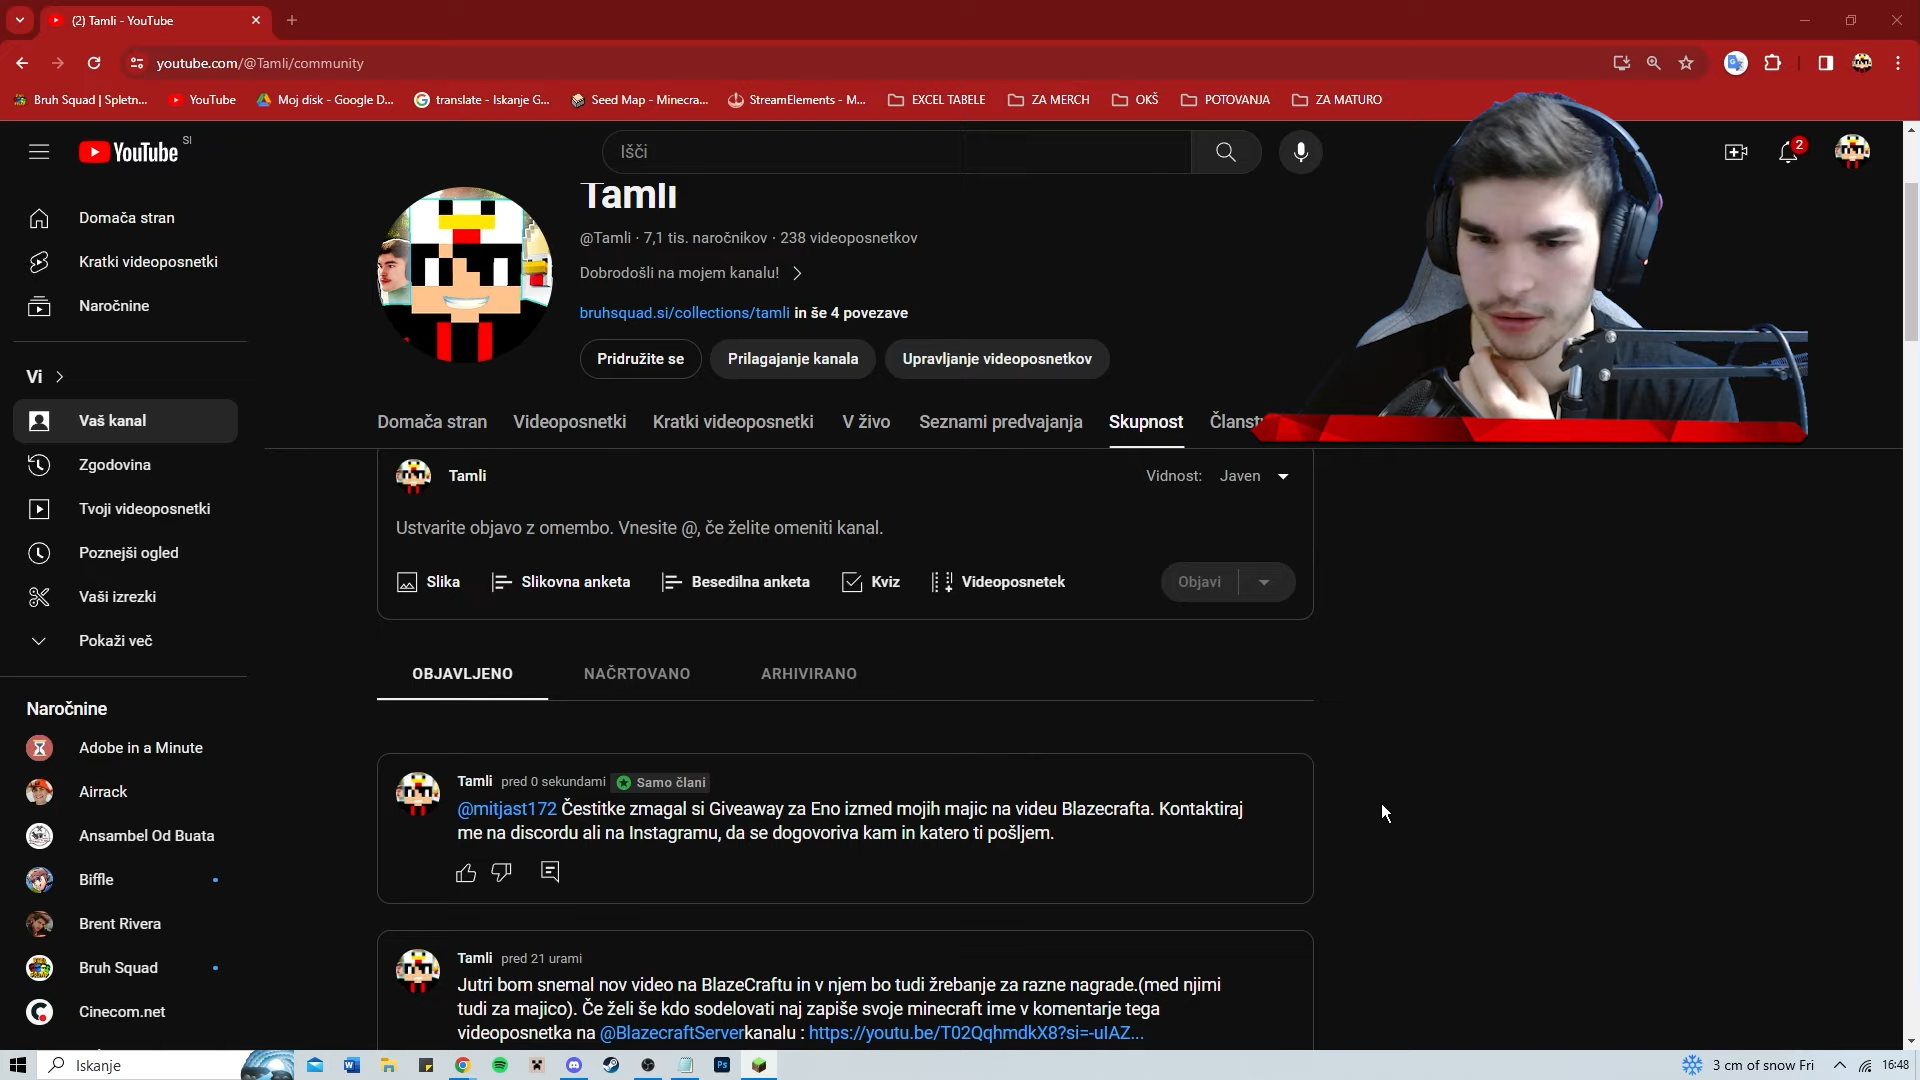 (2) Tamli - YouTube
youtube.com/@Tamli/community
Bruh Squad | Spletn...
YouTube
Moj disk - Google D...
translate - Iskanje G...
Seed Map - Minecra...
StreamElements - M...
EXCEL TABELE
ZA MERCH
OKŠ
POTOVANJA
ZA MATURO
YouTube SI
Išči
2
Domača stran
Kratki videoposnetki
Naročnine
Vi
Vaš kanal
Zgodovina
Tvoji videoposnetki
Poznejši ogled
Vaši izrezki
Pokaži več
Naročnine
Adobe in a Minute
Airrack
Ansambel Od Buata
Biffle
Brent Rivera
Bruh Squad
Cinecom.net
Tamli
@Tamli · 7,1 tis. naročnikov · 238 videoposnetkov
Dobrodošli na mojem kanalu!
bruhsquad.si/collections/tamli in še 4 povezave
Pridružite se
Prilagajanje kanala
Upravljanje videoposnetkov
Domača stran
Videoposnetki
Kratki videoposnetki
V živo
Seznami predvajanja
Skupnost
Članst
Tamli
Vidnost: Javen
Ustvarite objavo z omembo. Vnesite @, če želite omeniti kanal.
Slika
Slikovna anketa
Besedilna anketa
Kviz
Videoposnetek
Objavi
OBJAVLJENO
NAČRTOVANO
ARHIVIRANO
Tamli pred 0 sekundami Samo člani
@mitjast172 Čestitke zmagal si Giveaway za Eno izmed mojih majic na videu Blazecrafta. Kontaktiraj
me na discordu ali na Instagramu, da se dogovoriva kam in katero ti pošljem.
Tamli pred 21 urami
Jutri bom snemal nov video na BlazeCraftu in v njem bo tudi žrebanje za razne nagrade.(med njimi
tudi za majico). Če želi še kdo sodelovati naj zapiše svoje minecraft ime v komentarje tega
videoposnetka na @BlazecraftServerkanalu : https://youtu.be/T02QqhmdkX8?si=-uIAZ...
Iskanje
3 cm of snow Fri
16:48